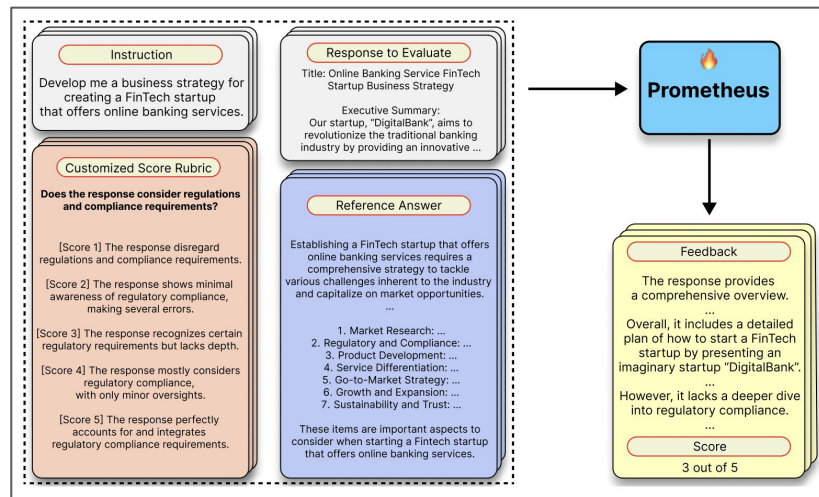 Instruction
Develop me a business strategy for
creating a FinTech startup
that offers online banking services.
Customized Score Rubric
Does the response consider regulations
and compliance requirements?
[Score 1] The response disregard
regulations and compliance requirements.
[Score 2] The response shows minimal
awareness of regulatory compliance,
making several errors.
[Score 3] The response recognizes certain
regulatory requirements but lacks depth.
[Score 4] The response mostly considers
regulatory compliance,
with only minor oversights.
[Score 5] The response perfectly
accounts for and integrates
regulatory compliance requirements.
Response to Evaluate
Title: Online Banking Service FinTech
Startup Business Strategy
Executive Summary:
Our startup, “DigitalBank”, aims to
revolutionize the traditional banking
industry by providing an innovative ...
Reference Answer
Establishing a FinTech startup that offers
online banking services requires a
comprehensive strategy to tackle
various challenges inherent to the industry
and capitalize on market opportunities.
...
1. Market Research: ...
2. Regulatory and Compliance: ...
3. Product Development: ...
4. Service Differentiation: ...
5. Go-to-Market Strategy: ...
6. Growth and Expansion: ...
7. Sustainability and Trust: ...
These items are important aspects to
consider when starting a Fintech startup
that offers online banking services.
Prometheus
Feedback
The response provides
a comprehensive overview.
...
Overall, it includes a detailed
plan of how to start a FinTech
startup by presenting an
imaginary startup “DigitalBank”.
...
However, it lacks a deeper dive
into regulatory compliance.
...
Score
3 out of 5